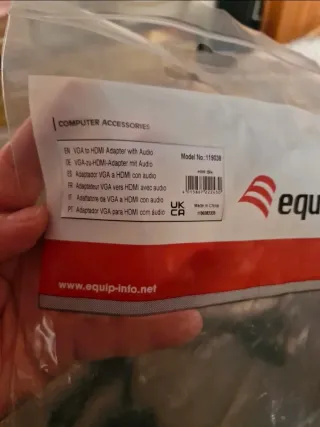 COMPUTER ACCESSORIES
EN VGA to HDMI Adapter with Audio
Model No.:119038
DE VGA-zu-HDMI-Adapter mit Audio
ES Adaptador VGA a HDMI con audio
FR Adaptateur VGA vers HDMI avec audio
IT Adattatore da VGA a HDMI con audio
PT Adaptador VGA para HDMI com áudio
UK
CA
Made in China
equ
www.equip-info.net